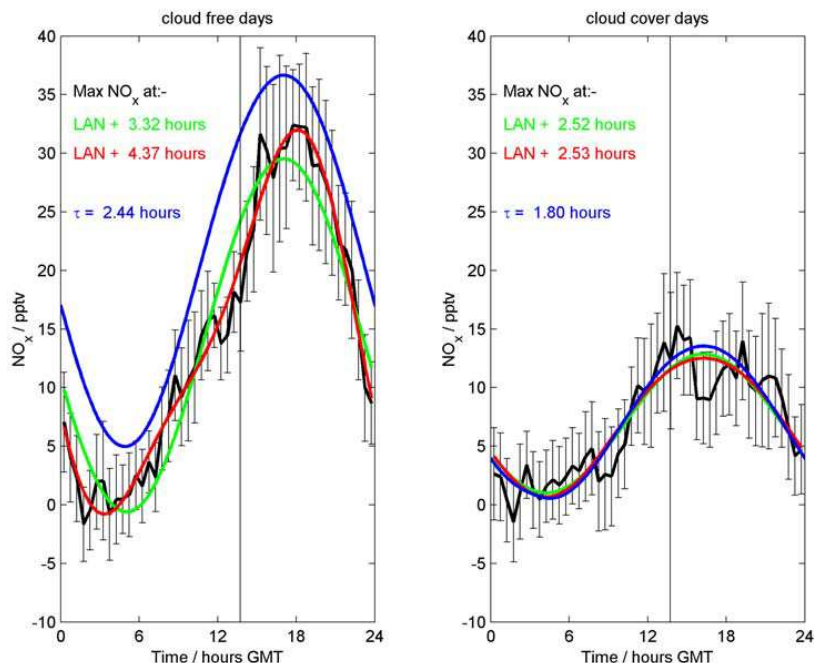 cloud free days
40
35
30
25
20
15
10
5
0
-5
-10
NOx / pptv
Max NOx at:-
LAN + 3.32 hours
LAN + 4.37 hours
τ = 2.44 hours
0 6 12 18 24
Time / hours GMT
cloud cover days
40
35
30
25
20
15
10
5
0
-5
-10
NOx / pptv
Max NOx at:-
LAN + 2.52 hours
LAN + 2.53 hours
τ = 1.80 hours
0 6 12 18 24
Time / hours GMT